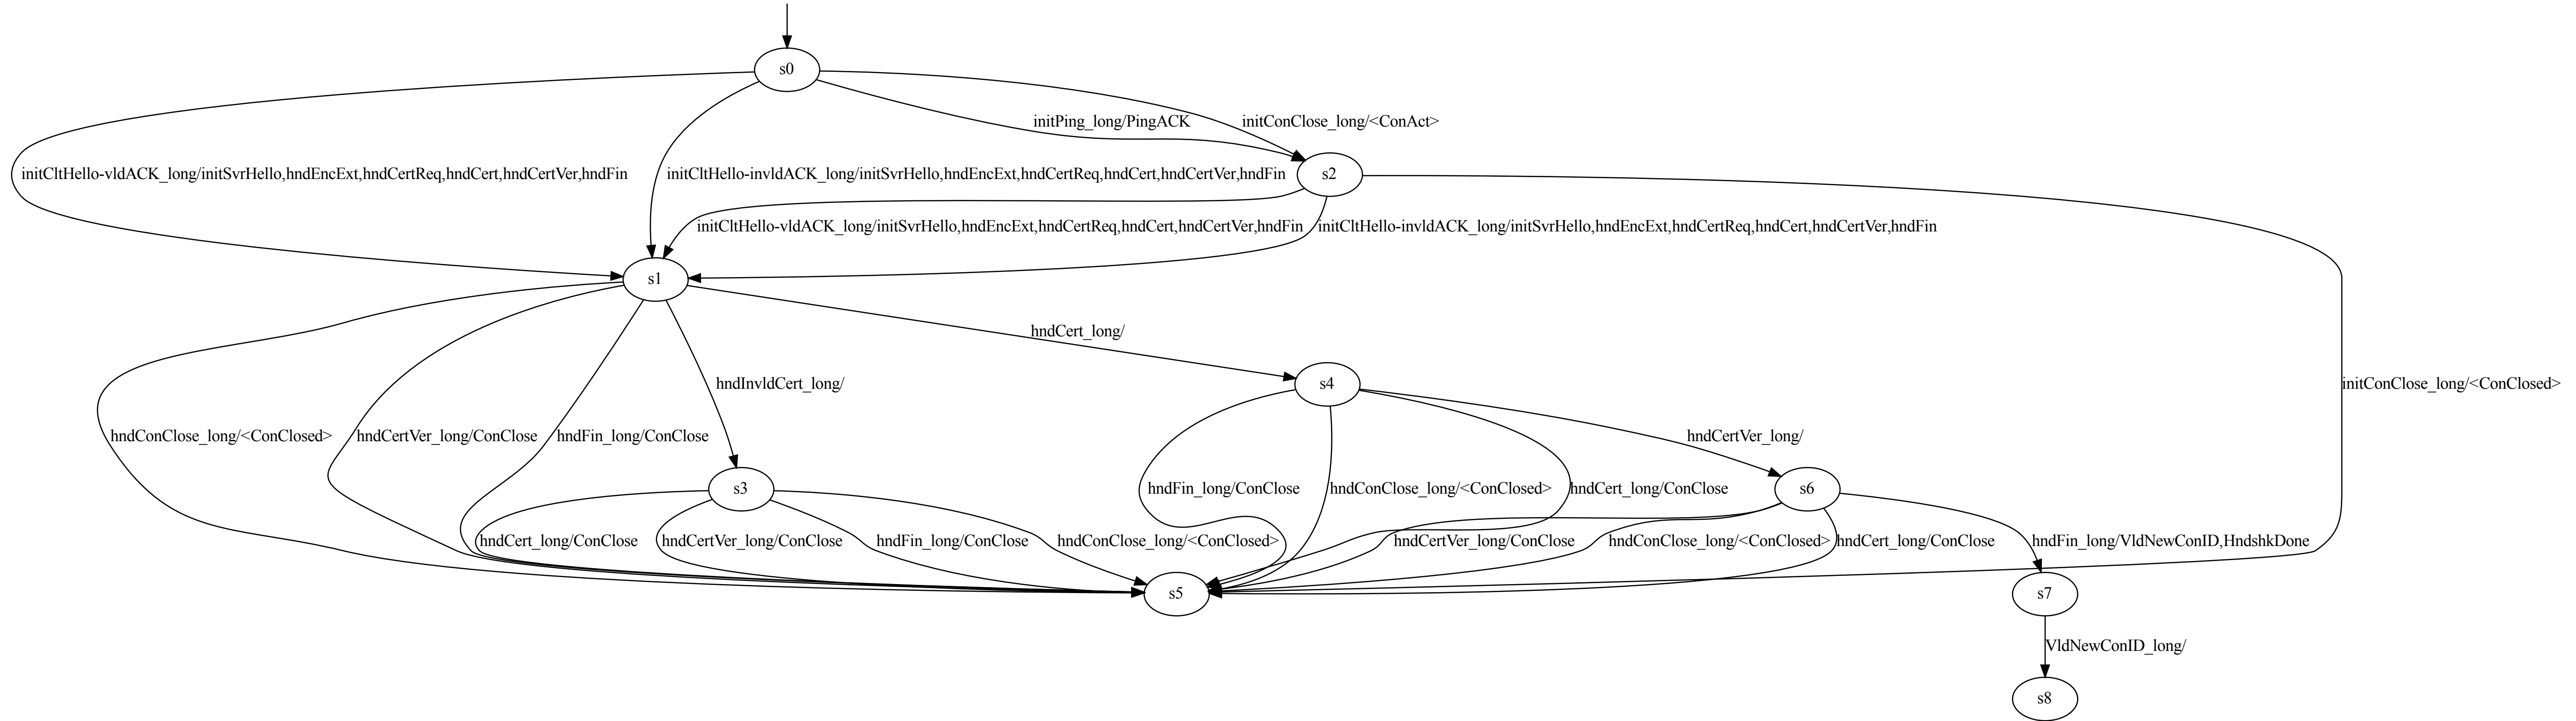 s0
initPing_long/PingACK
initConClose_long/<ConAct>
initCltHello-vldACK_long/initSvrHello,hndEncExt,hndCertReq,hndCert,hndCertVer,hndFin
initCltHello-invldACK_long/initSvrHello,hndEncExt,hndCertReq,hndCert,hndCertVer,hndFin
s2
initCltHello-vldACK_long/initSvrHello,hndEncExt,hndCertReq,hndCert,hndCertVer,hndFin
initCltHello-invldACK_long/initSvrHello,hndEncExt,hndCertReq,hndCert,hndCertVer,hndFin
s1
hndCert_long/
hndInvldCert_long/
s4
initConClose_long/<ConClosed>
hndConClose_long/<ConClosed>
hndCertVer_long/ConClose
hndFin_long/ConClose
hndCertVer_long/
s3
hndFin_long/ConClose
hndConClose_long/<ConClosed>
hndCert_long/ConClose
s6
hndCert_long/ConClose
hndCertVer_long/ConClose
hndFin_long/ConClose
hndConClose_long/<ConClosed>
hndCertVer_long/ConClose
hndConClose_long/<ConClosed>
hndCert_long/ConClose
hndFin_long/VldNewConID,HndshkDone
s5
s7
VldNewConID_long/
s8